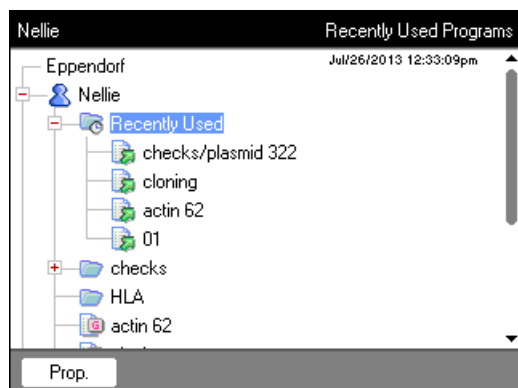 Nellie Recently Used Programs
Jul/26/2013 12:33:09pm
Eppendorf
Nellie
Recently Used
checks/plasmid 322
cloning
actin 62
01
checks
HLA
G actin 62
Prop.